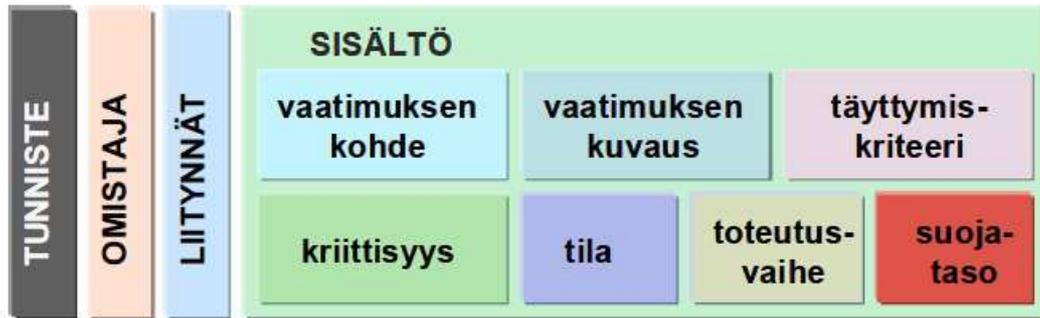 TUNNISTE
OMISTAJA
LIITYNNÄT
SISÄLTÖ
vaatimuksen
kohde
vaatimuksen
kuvaus
täyttymis-
kriteeri
kriittisyys
tila
toteutus-
vaihe
suoja-
taso